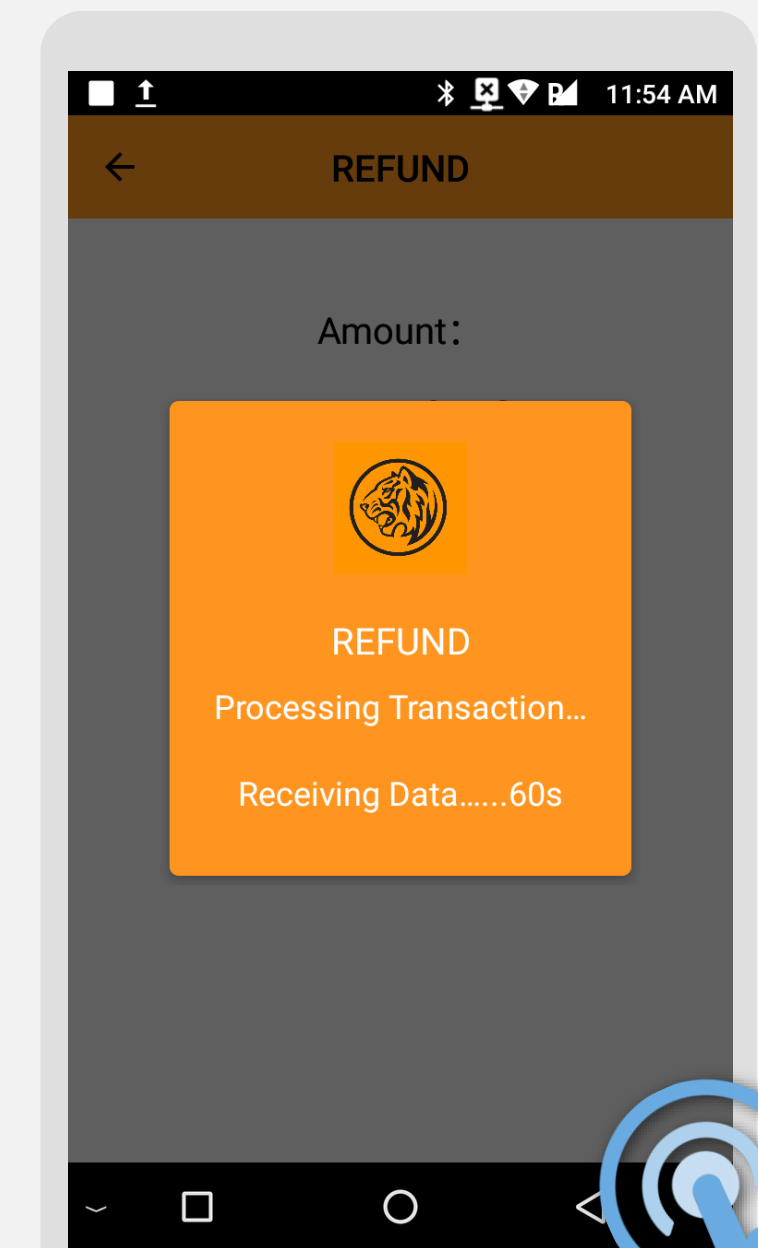 11:54 AM
REFUND
Amount:
REFUND
Processing Transaction...
Receiving Data......60s